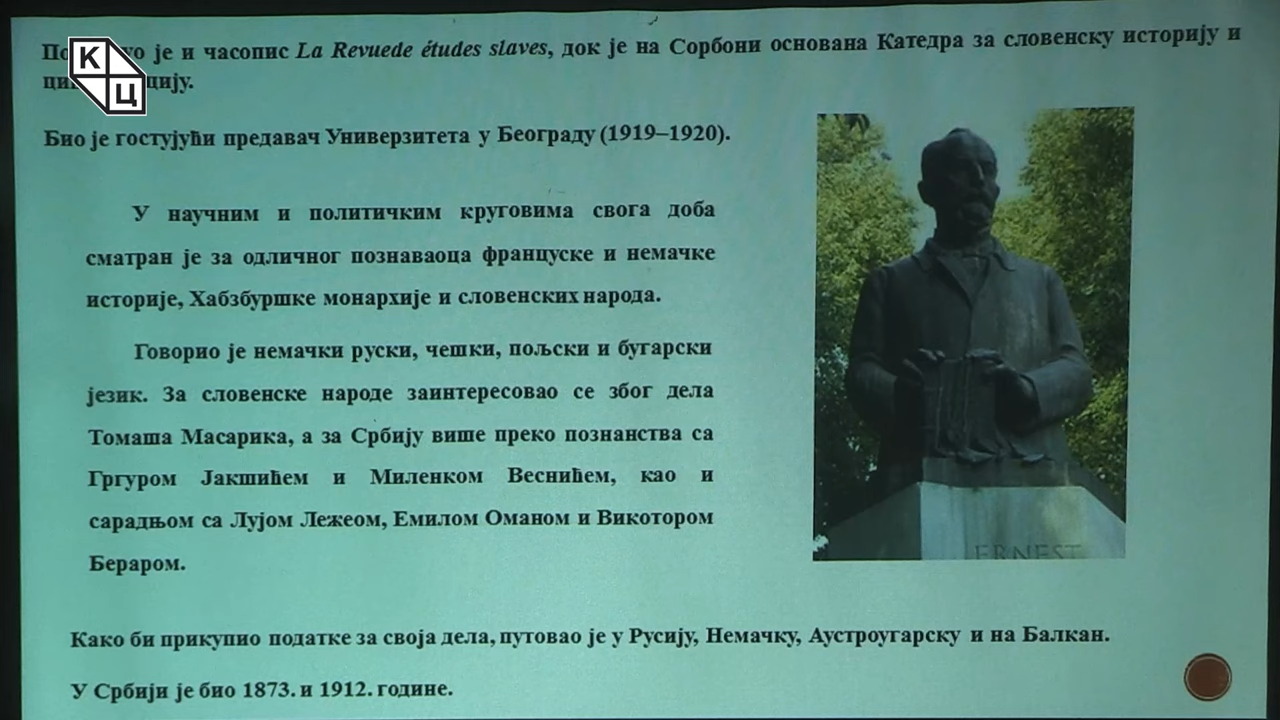 је и часопис La Revuede études slaves, док је на Сорбони основана Катедра за словенску историју и
К
Ц
Био је гостујући предавач Универзитета у Београду (1919–1920).
У научним и политичким круговима свога доба
сматран је за одличног познаваоца француске и немачке
историје, Хабзбуршке монархије и словенских народа.
Говорио је немачки руски, чешки, пољски и бугарски
језик. За словенске народе заинтересовао се због дела
Томаша Масарика, а за Србију више преко познанства са
Гргуром Јакшићем и Миленком Веснићем, као и
сарадњом са Лујом Лежеом, Емилом Оманом и Викотором
Бераром.
ERNEST
Како би прикупио податке за своја дела, путовао је у Русију, Немачку, Аустроугарску и на Балкан.
У Србији је био 1873. и 1912. године.